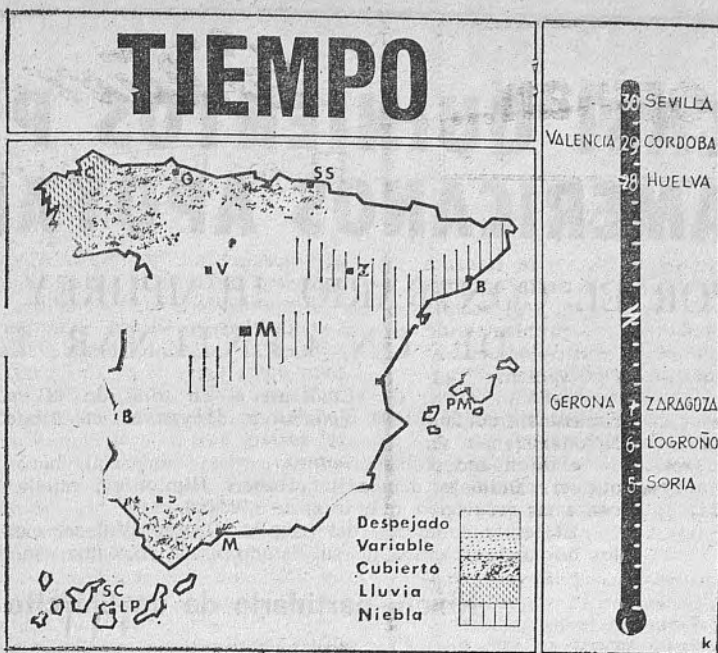 TIEMPO
C
O
SS
V
Z
B
M
PM
B
S
M
SC
LP
Despejado
Variable
Cubierto
Lluvia
Niebla
30 SEVILLA
VALENCIA 29 CORDOBA
28 HUELVA
GERONA 7 ZARAGOZA
6 LOGROÑO
5 SORIA
k